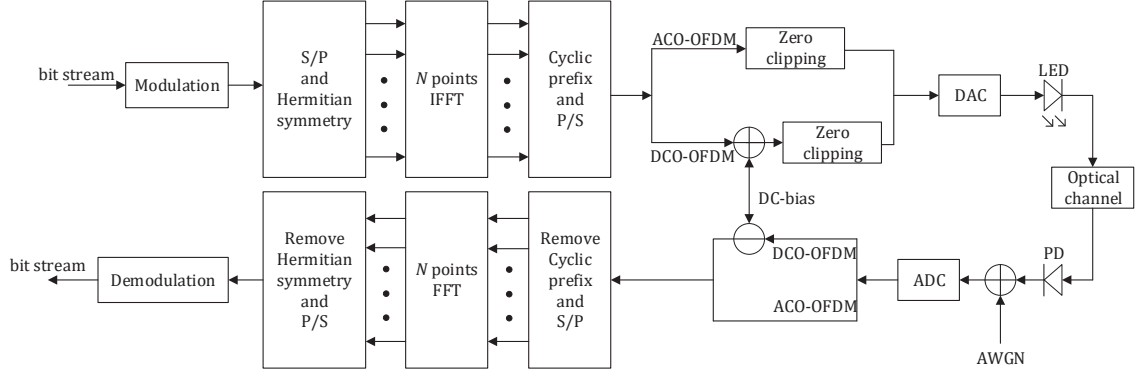 bit stream
Modulation
S/P
and
Hermitian
symmetry
N points
IFFT
Cyclic
prefix
and
P/S
ACO-OFDM
Zero
clipping
DCO-OFDM
Zero
clipping
DAC
LED
Optical
channel
DC-bias
bit stream
Demodulation
Remove
Hermitian
symmetry
and
P/S
N points
FFT
Remove
Cyclic
prefix
and
S/P
DCO-OFDM
ACO-OFDM
ADC
PD
AWGN